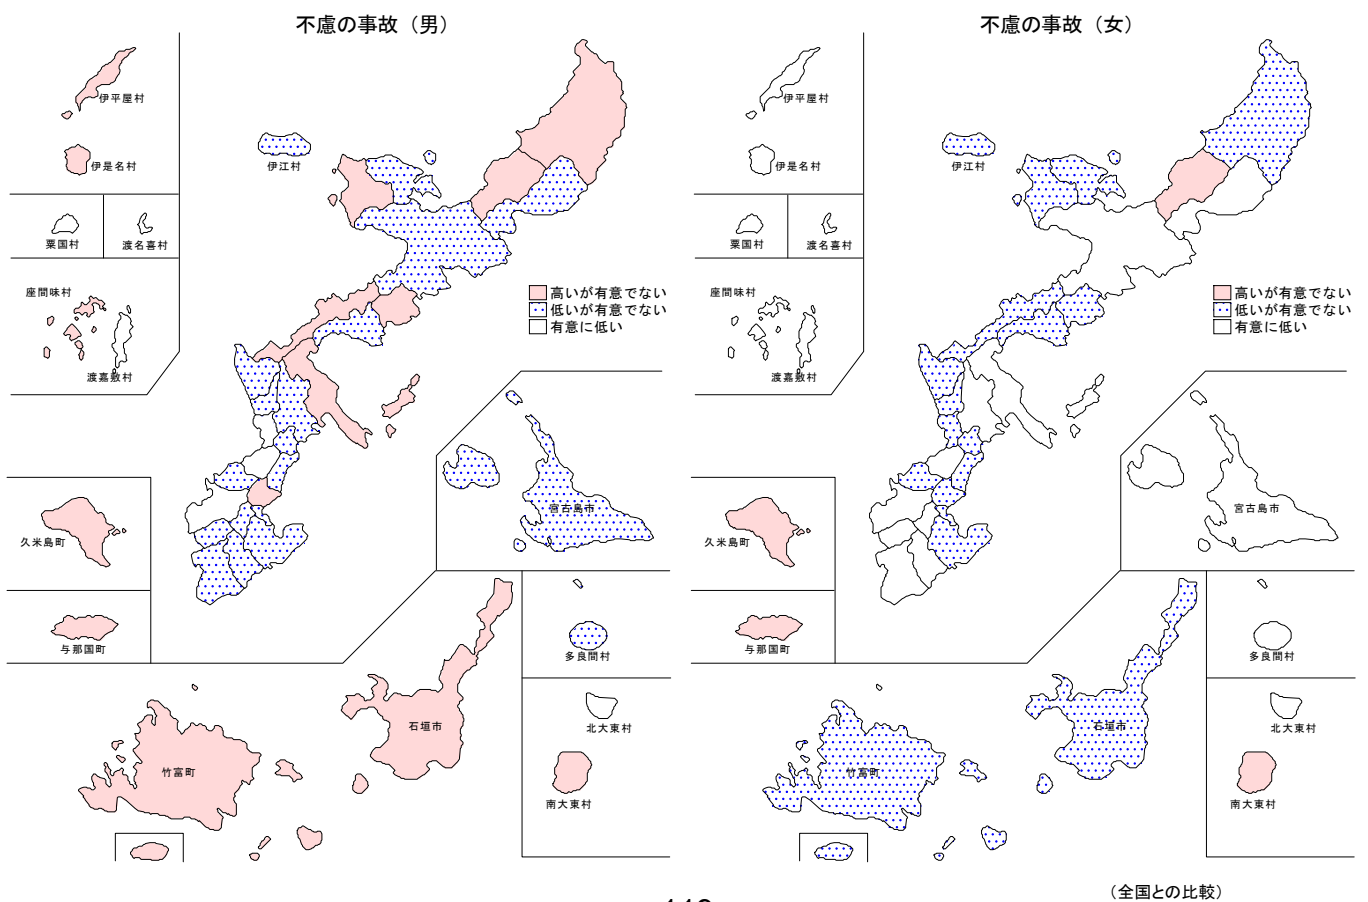 不慮の事故（男）
伊平屋村
伊是名村
伊江村
粟国村
渡名喜村
座間味村
渡嘉敷村
高いが有意でない
低いが有意でない
有意に低い
宮古島市
久米島町
与那国町
多良間村
石垣市
北大東村
竹富町
南大東村
不慮の事故（女）
伊平屋村
伊是名村
伊江村
粟国村
渡名喜村
座間味村
渡嘉敷村
高いが有意でない
低いが有意でない
有意に低い
宮古島市
久米島町
与那国町
多良間村
石垣市
北大東村
竹富町
南大東村
（全国との比較）